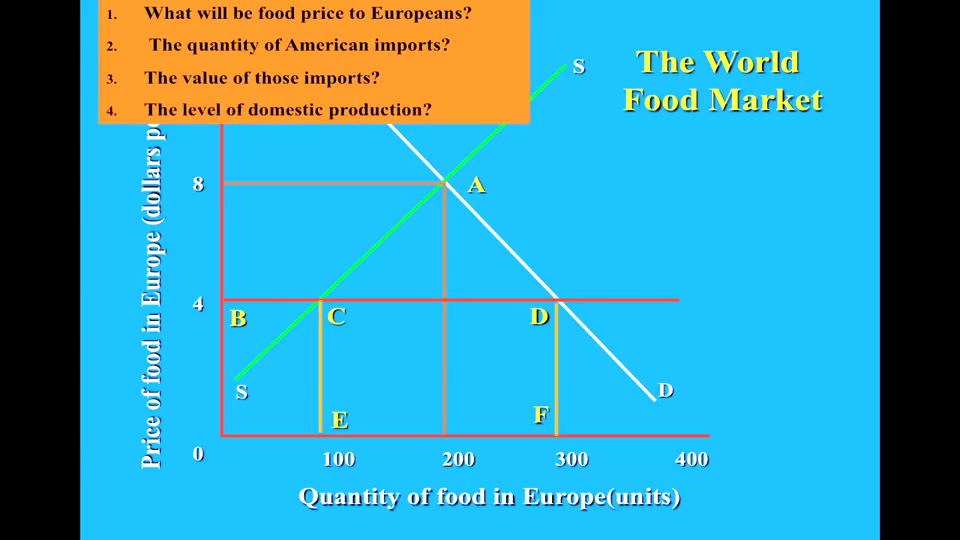 1. What will be food price to Europeans?
2. The quantity of American imports?
3. The value of those imports?
4. The level of domestic production?
The World
Food Market
S
Price of food in Europe (dollars
8
A
4
B
C
D
S
D
E
F
0
100
200
300
400
Quantity of food in Europe(units)